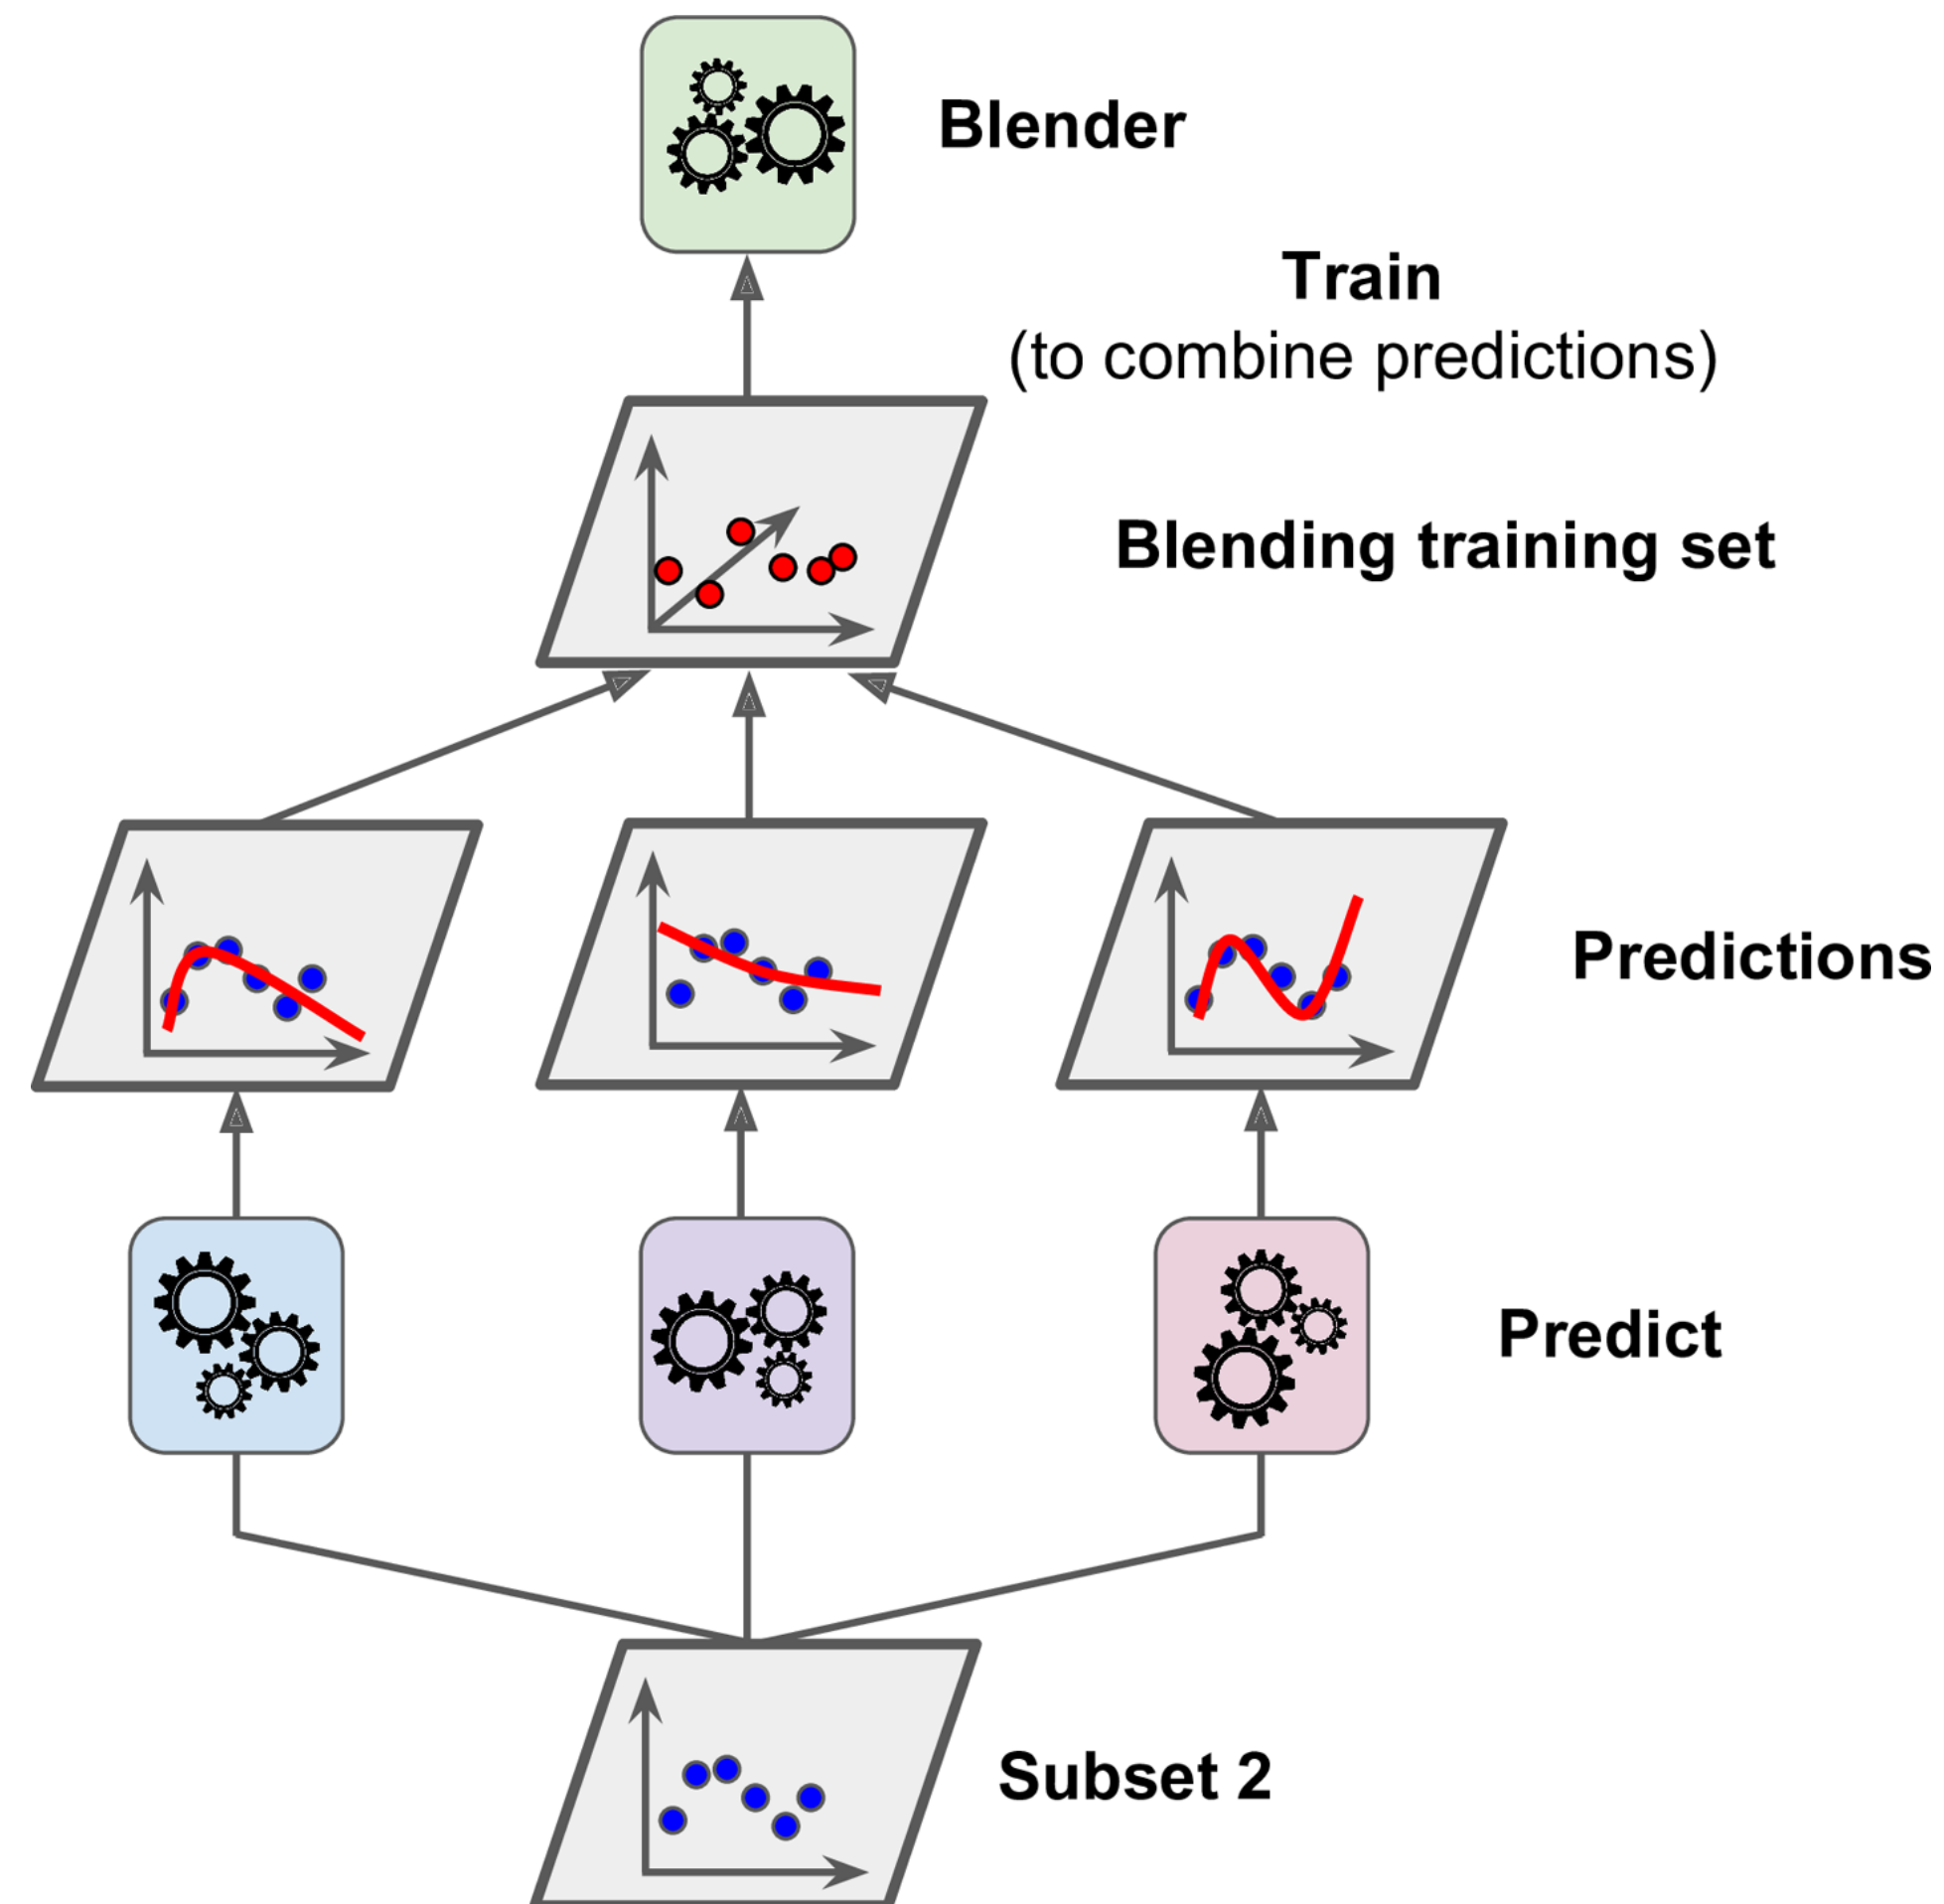 Blender
Train
(to combine predictions)
Blending training set
Predictions
Predict
Subset 2